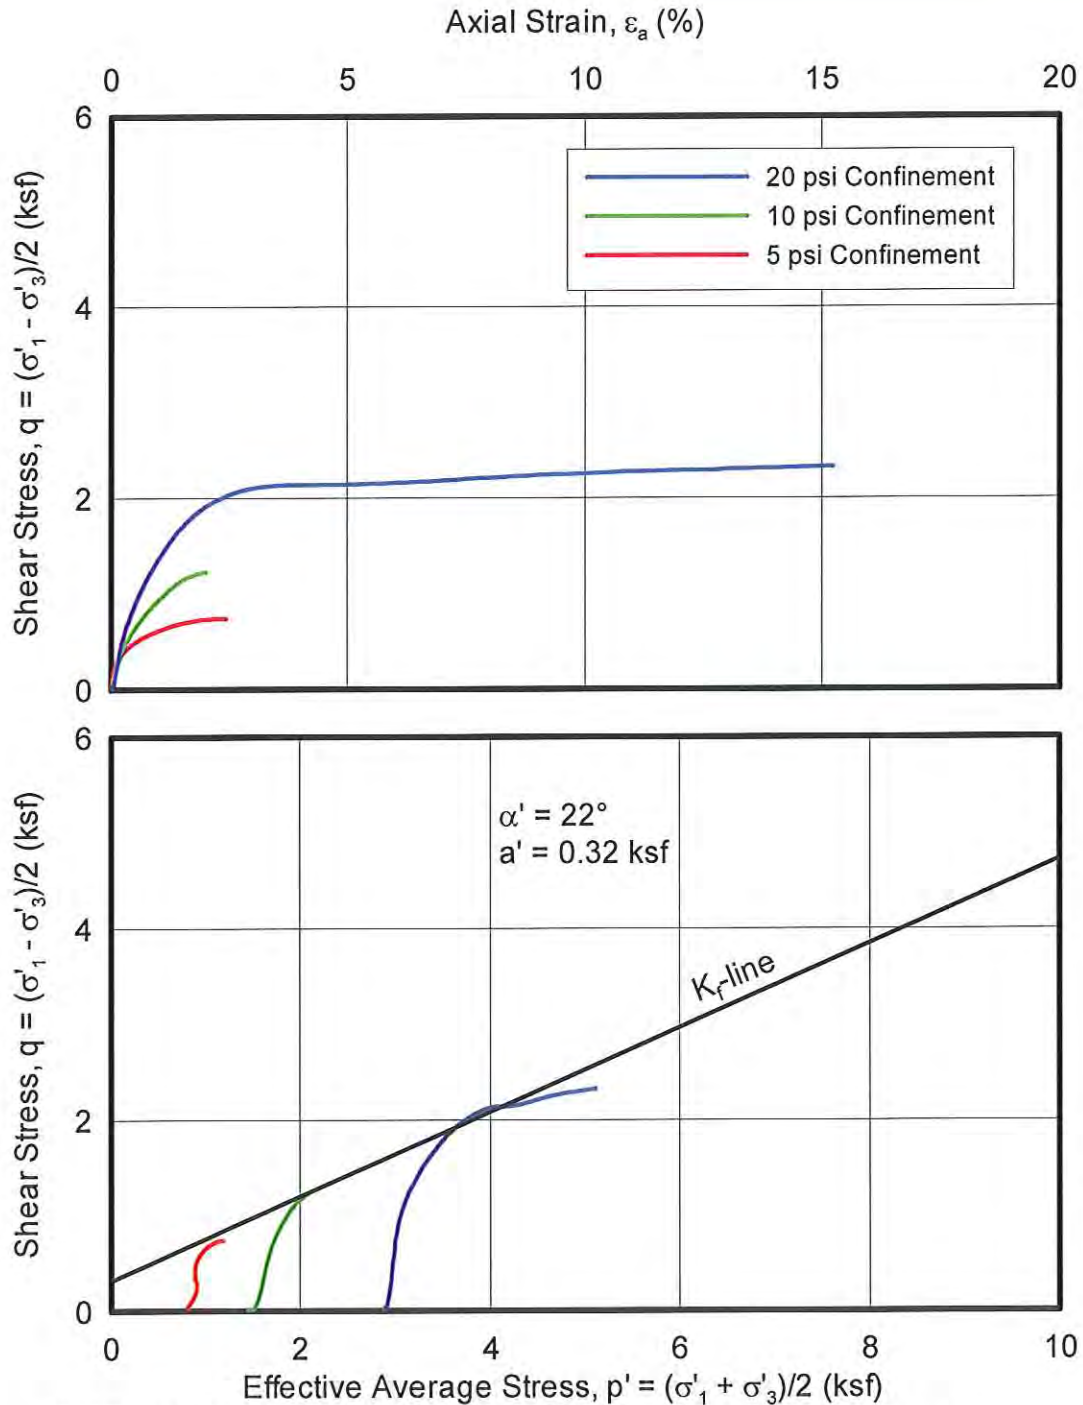 Axial Strain, εa (%)
0 5 10 15 20
6
4
2
0
Shear Stress, q = (σ'1 - σ'3)/2 (ksf)
20 psi Confinement
10 psi Confinement
5 psi Confinement
6
4
2
0
Shear Stress, q = (σ'1 - σ'3)/2 (ksf)
α' = 22°
a' = 0.32 ksf
Kf-line
0 2 4 6 8 10
Effective Average Stress, p' = (σ'1 + σ'3)/2 (ksf)